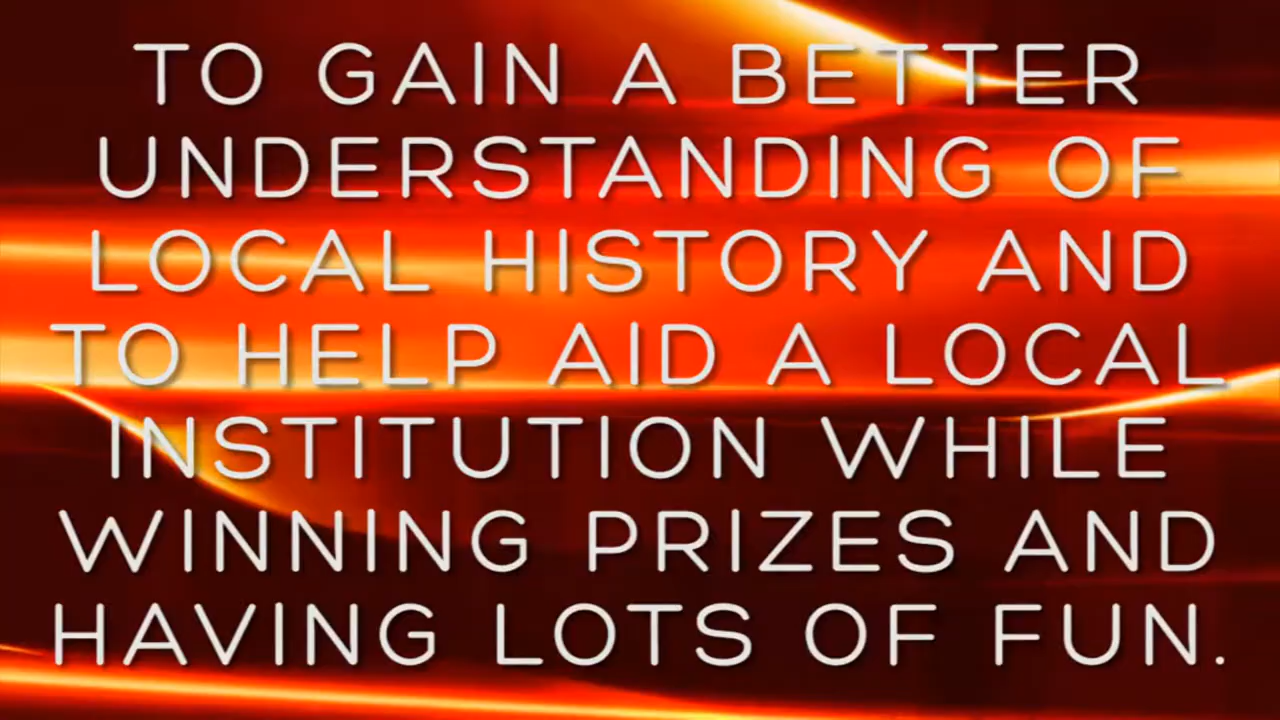 TO GAIN A BETTER
UNDERSTANDING OF
LOCAL HISTORY AND
TO HELP AID A LOCAL
INSTITUTION WHILE
WINNING PRIZES AND
HAVING LOTS OF FUN.